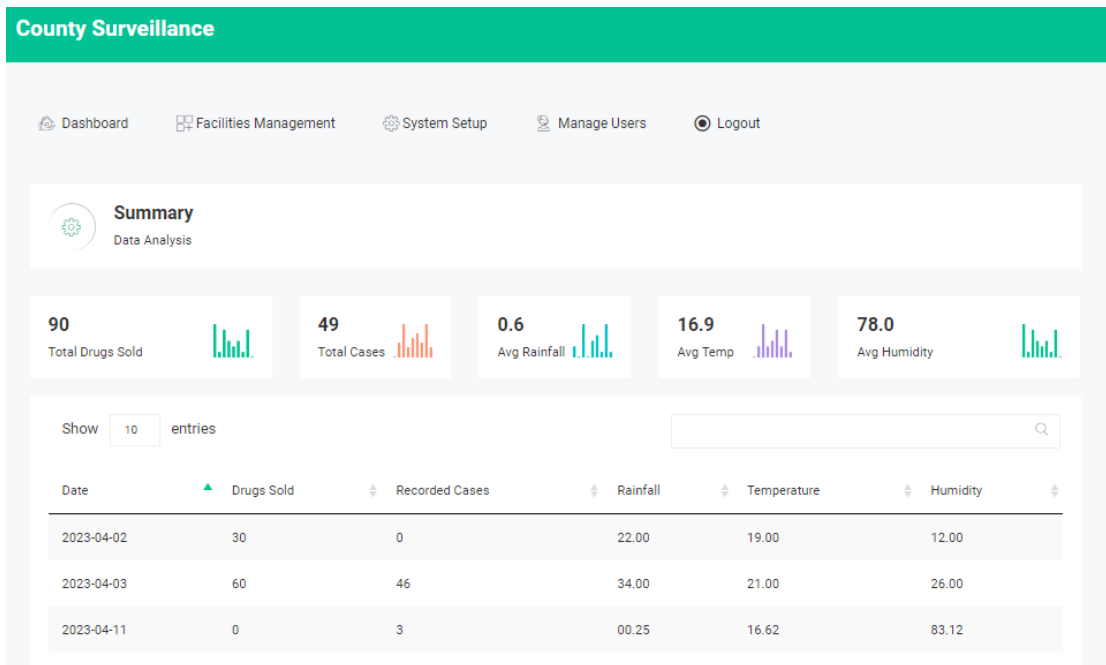 County Surveillance
Dashboard Facilities Management System Setup Manage Users Logout
Summary
Data Analysis
90 49 0.6 16.9 78.0
Total Drugs Sold Total Cases Avg Rainfall Avg Temp Avg Humidity
Show 10 entries
Date Drugs Sold Recorded Cases Rainfall Temperature Humidity
2023-04-02 30 0 22.00 19.00 12.00
2023-04-03 60 46 34.00 21.00 26.00
2023-04-11 0 3 00.25 16.62 83.12